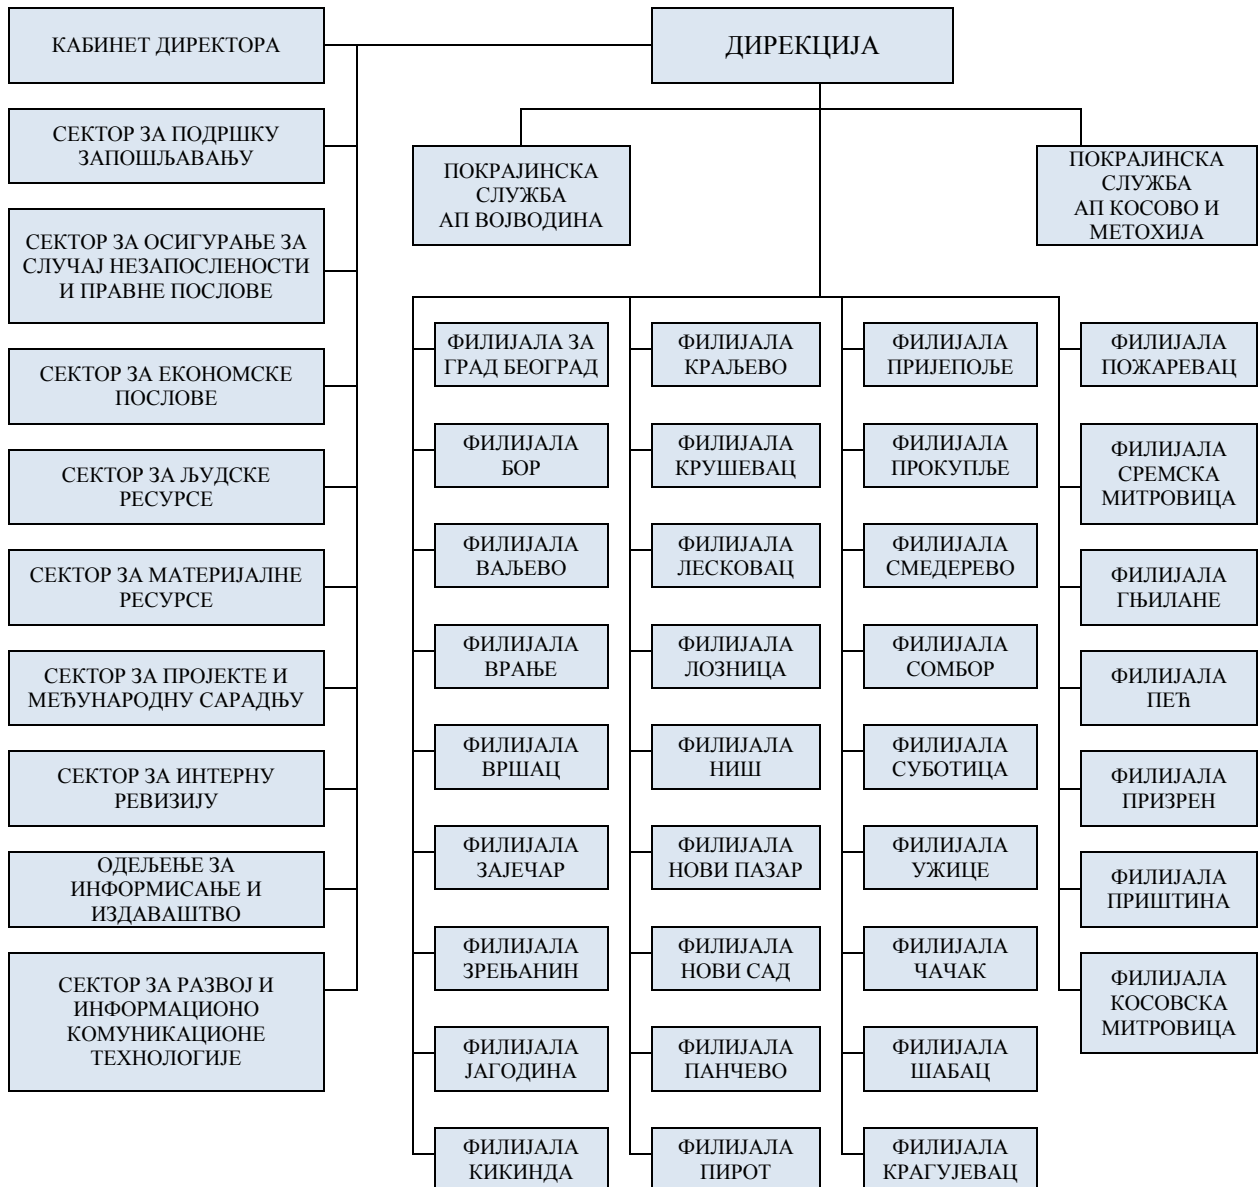 КАБИНЕТ ДИРЕКТОРА
ДИРЕКЦИЈА
СЕКТОР ЗА ПОДРШКУ
ЗАПОШЉАВАЊУ
СЕКТОР ЗА ОСИГУРАЊЕ ЗА
СЛУЧАЈ НЕЗАПОСЛЕНОСТИ
И ПРАВНЕ ПОСЛОВЕ
СЕКТОР ЗА ЕКОНОМСКЕ
ПОСЛОВЕ
СЕКТОР ЗА ЉУДСКЕ
РЕСУРСЕ
СЕКТОР ЗА МАТЕРИЈАЛНЕ
РЕСУРСЕ
СЕКТОР ЗА ПРОЈЕКТЕ И
МЕЂУНАРОДНУ САРАДЊУ
СЕКТОР ЗА ИНТЕРНУ
РЕВИЗИЈУ
ОДЕЉЕЊЕ ЗА
ИНФОРМИСАЊЕ И
ИЗДАВАШТВО
СЕКТОР ЗА РАЗВОЈ И
ИНФОРМАЦИОНО
КОМУНИКАЦИОНЕ
ТЕХНОЛОГИЈЕ
ПОКРАЈИНСКА
СЛУЖБА
АП ВОЈВОДИНА
ПОКРАЈИНСКА
СЛУЖБА
АП КОСОВО И
МЕТОХИЈА
ФИЛИЈАЛА ЗА
ГРАД БЕОГРАД
ФИЛИЈАЛА
БОР
ФИЛИЈАЛА
ВАЉЕВО
ФИЛИЈАЛА
ВРАЊЕ
ФИЛИЈАЛА
ВРШАЦ
ФИЛИЈАЛА
ЗАЈЕЧАР
ФИЛИЈАЛА
ЗРЕЊАНИН
ФИЛИЈАЛА
ЈАГОДИНА
ФИЛИЈАЛА
КИКИНДА
ФИЛИЈАЛА
КРАЉЕВО
ФИЛИЈАЛА
КРУШЕВАЦ
ФИЛИЈАЛА
ЛЕСКОВАЦ
ФИЛИЈАЛА
ЛОЗНИЦА
ФИЛИЈАЛА
НИШ
ФИЛИЈАЛА
НОВИ ПАЗАР
ФИЛИЈАЛА
НОВИ САД
ФИЛИЈАЛА
ПАНЧЕВО
ФИЛИЈАЛА
ПИРОТ
ФИЛИЈАЛА
ПРИЈЕПОЉЕ
ФИЛИЈАЛА
ПРОКУПЉЕ
ФИЛИЈАЛА
СМЕДЕРЕВО
ФИЛИЈАЛА
СОМБОР
ФИЛИЈАЛА
СУБОТИЦА
ФИЛИЈАЛА
УЖИЦЕ
ФИЛИЈАЛА
ЧАЧАК
ФИЛИЈАЛА
ШАБАЦ
ФИЛИЈАЛА
КРАГУЈЕВАЦ
ФИЛИЈАЛА
ПОЖАРЕВАЦ
ФИЛИЈАЛА
СРЕМСКА
МИТРОВИЦА
ФИЛИЈАЛА
ГЊИЛАНЕ
ФИЛИЈАЛА
ПЕЋ
ФИЛИЈАЛА
ПРИЗРЕН
ФИЛИЈАЛА
ПРИШТИНА
ФИЛИЈАЛА
КОСОВСКА
МИТРОВИЦА